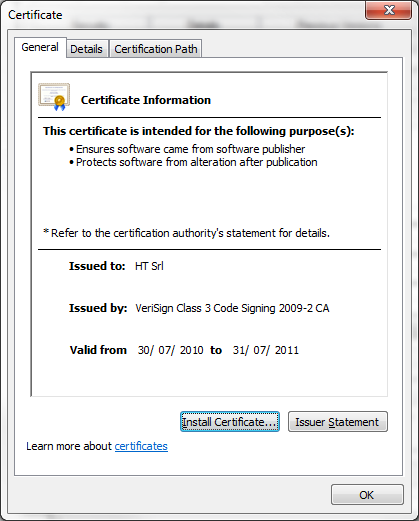 Certificate
General Details Certification Path
Certificate Information
This certificate is intended for the following purpose(s):
• Ensures software came from software publisher
• Protects software from alteration after publication
* Refer to the certification authority's statement for details.
Issued to: HT Srl
Issued by: VeriSign Class 3 Code Signing 2009-2 CA
Valid from 30/ 07/ 2010 to 31/ 07/ 2011
Install Certificate... Issuer Statement
Learn more about certificates
OK